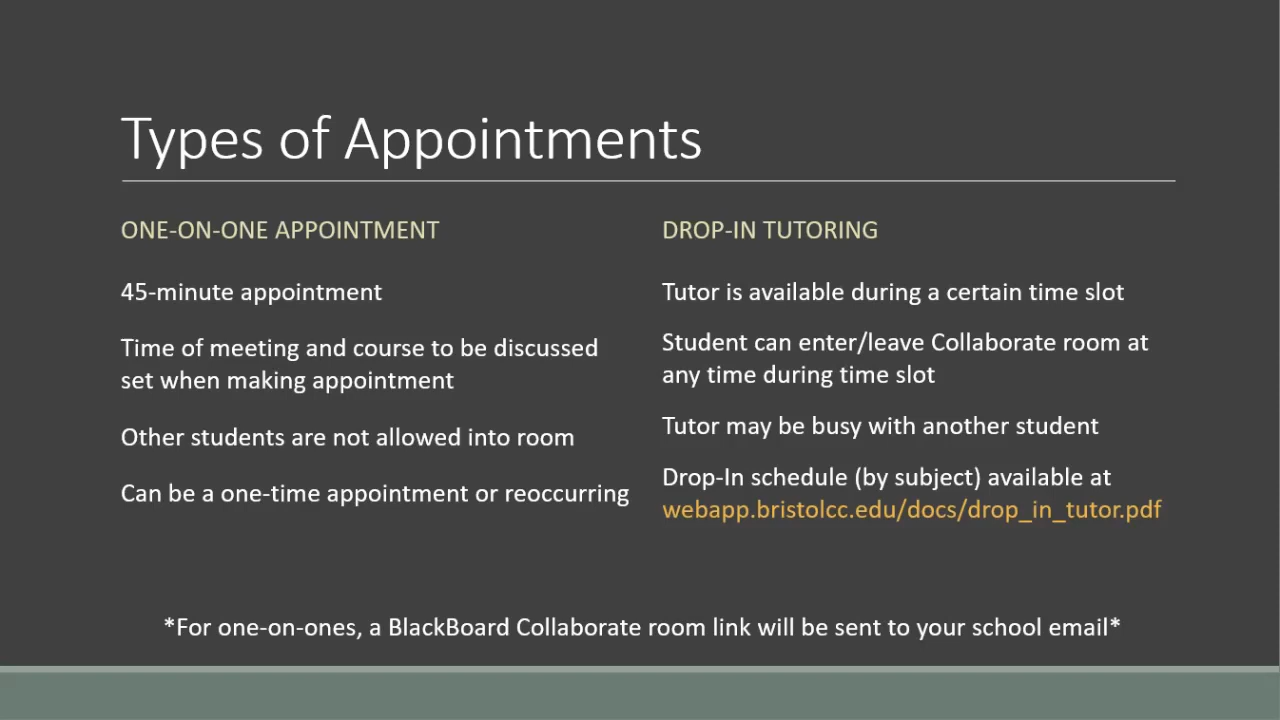 Types of Appointments
ONE-ON-ONE APPOINTMENT
45-minute appointment
Time of meeting and course to be discussed
set when making appointment
Other students are not allowed into room
Can be a one-time appointment or reoccurring
DROP-IN TUTORING
Tutor is available during a certain time slot
Student can enter/leave Collaborate room at
any time during time slot
Tutor may be busy with another student
Drop-In schedule (by subject) available at
webapp.bristolcc.edu/docs/drop_in_tutor.pdf
*For one-on-ones, a BlackBoard Collaborate room link will be sent to your school email*